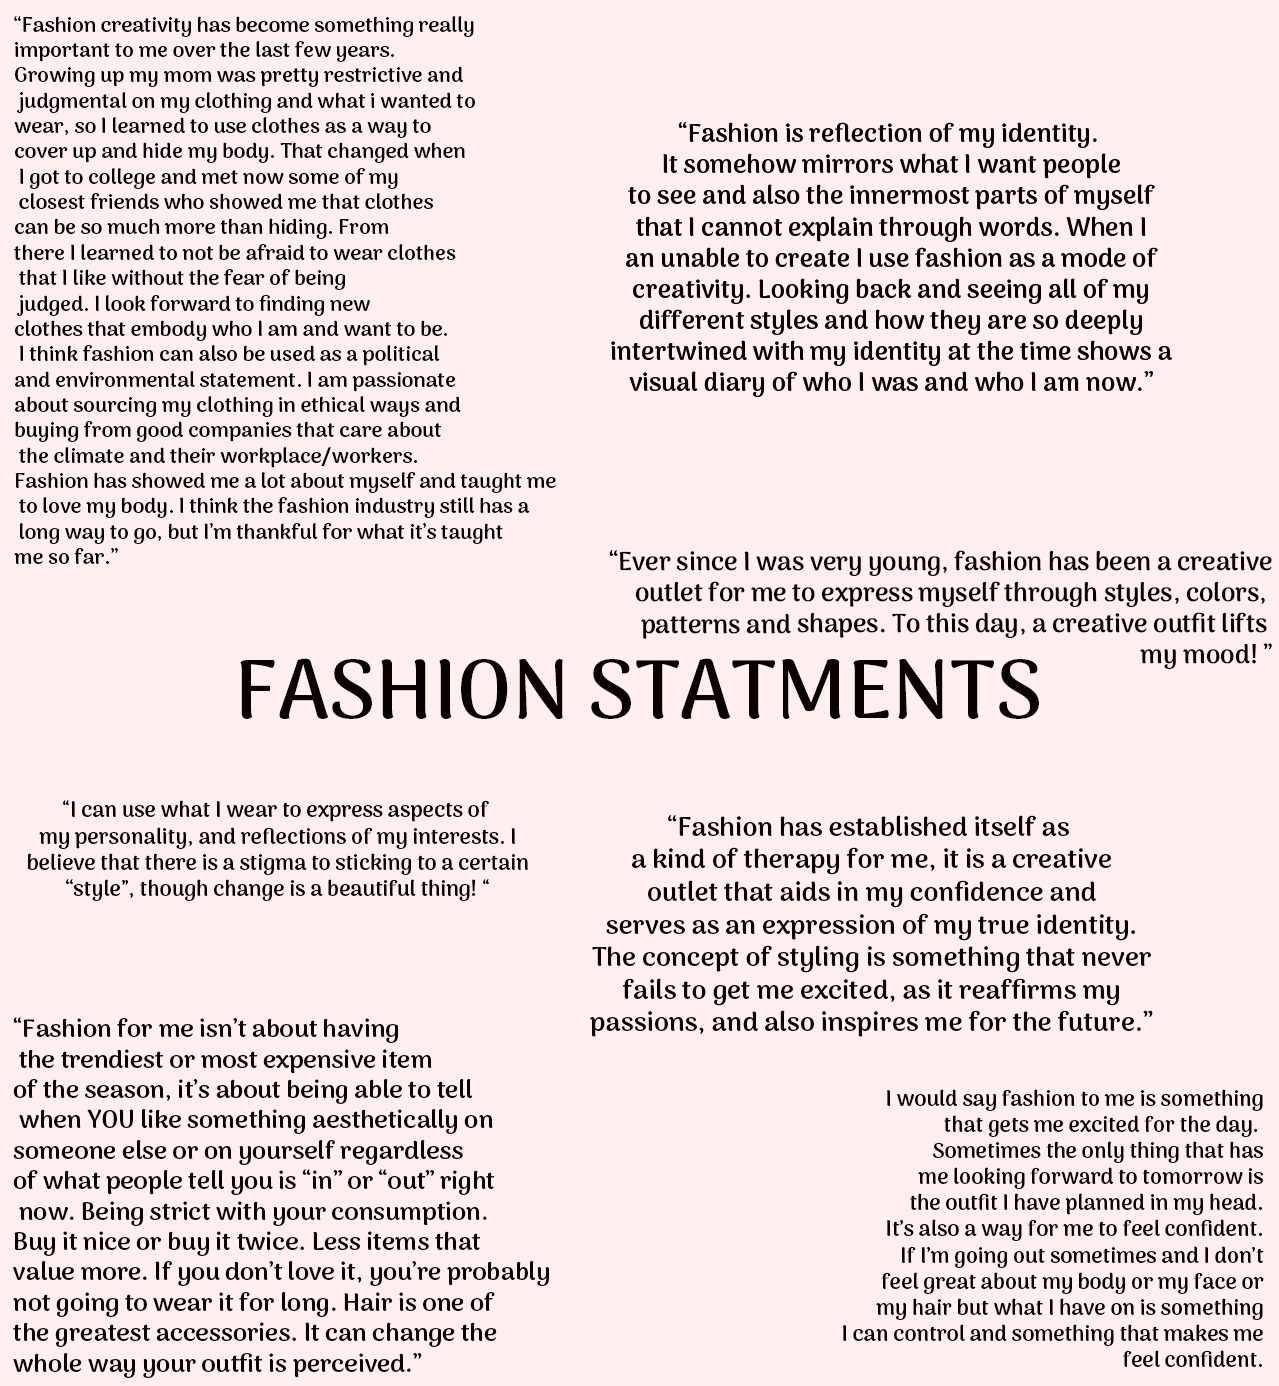 “Fashion creativity has become something really
important to me over the last few years.
Growing up my mom was pretty restrictive and
judgmental on my clothing and what i wanted to
wear, so I learned to use clothes as a way to
cover up and hide my body. That changed when
I got to college and met now some of my
closest friends who showed me that clothes
can be so much more than hiding. From
there I learned to not be afraid to wear clothes
that I like without the fear of being
judged. I look forward to finding new
clothes that embody who I am and want to be.
I think fashion can also be used as a political
and environmental statement. I am passionate
about sourcing my clothing in ethical ways and
buying from good companies that care about
the climate and their workplace/workers.
Fashion has showed me a lot about myself and taught me
to love my body. I think the fashion industry still has a
long way to go, but I’m thankful for what it’s taught
me so far.”
“Fashion is reflection of my identity.
It somehow mirrors what I want people
to see and also the innermost parts of myself
that I cannot explain through words. When I
an unable to create I use fashion as a mode of
creativity. Looking back and seeing all of my
different styles and how they are so deeply
intertwined with my identity at the time shows a
visual diary of who I was and who I am now.”
“Ever since I was very young, fashion has been a creative
outlet for me to express myself through styles, colors,
patterns and shapes. To this day, a creative outfit lifts
my mood! ”
FASHION STATMENTS
“I can use what I wear to express aspects of
my personality, and reflections of my interests. I
believe that there is a stigma to sticking to a certain
“style”, though change is a beautiful thing! “
“Fashion has established itself as
a kind of therapy for me, it is a creative
outlet that aids in my confidence and
serves as an expression of my true identity.
The concept of styling is something that never
fails to get me excited, as it reaffirms my
passions, and also inspires me for the future.”
“Fashion for me isn’t about having
the trendiest or most expensive item
of the season, it’s about being able to tell
when YOU like something aesthetically on
someone else or on yourself regardless
of what people tell you is “in” or “out” right
now. Being strict with your consumption.
Buy it nice or buy it twice. Less items that
value more. If you don’t love it, you’re probably
not going to wear it for long. Hair is one of
the greatest accessories. It can change the
whole way your outfit is perceived.”
I would say fashion to me is something
that gets me excited for the day.
Sometimes the only thing that has
me looking forward to tomorrow is
the outfit I have planned in my head.
It’s also a way for me to feel confident.
If I’m going out sometimes and I don’t
feel great about my body or my face or
my hair but what I have on is something
I can control and something that makes me
feel confident.